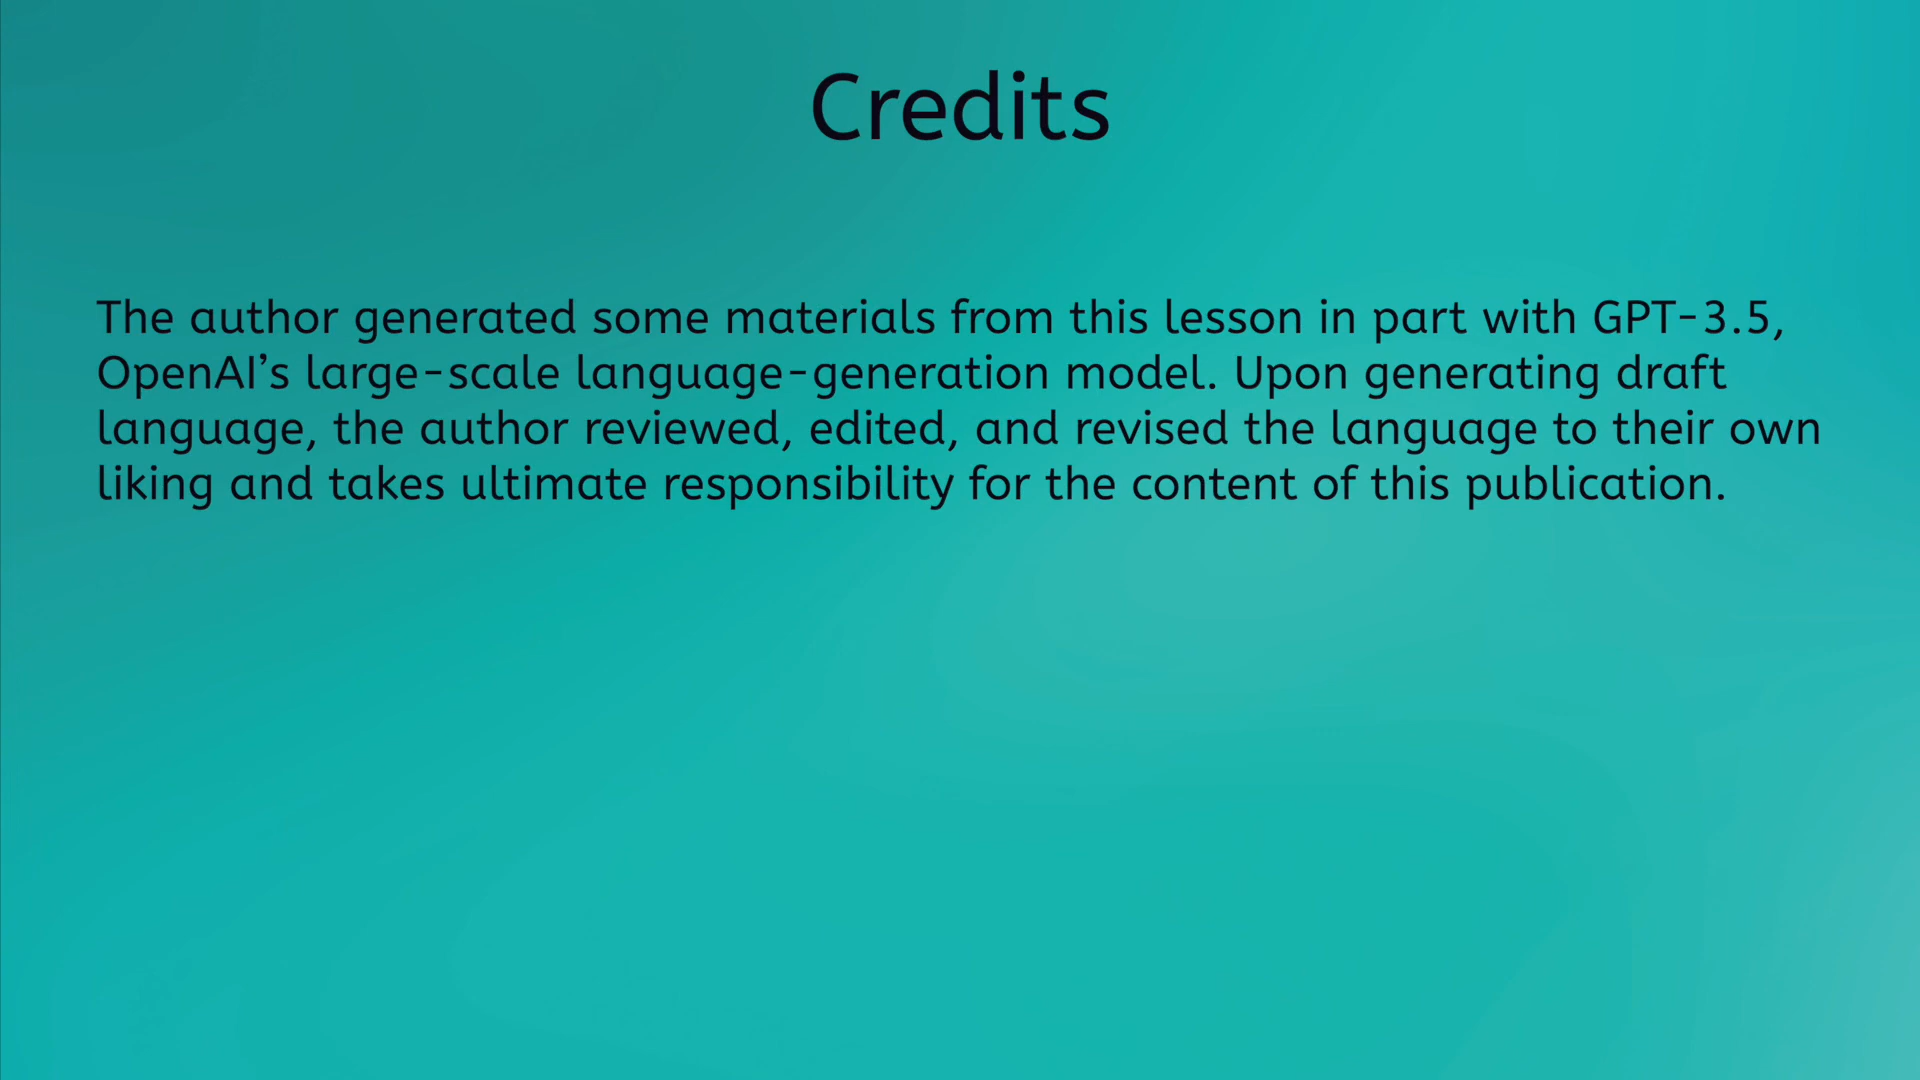 Credits
The author generated some materials from this lesson in part with GPT-3.5,
OpenAI’s large-scale language-generation model. Upon generating draft
language, the author reviewed, edited, and revised the language to their own
liking and takes ultimate responsibility for the content of this publication.